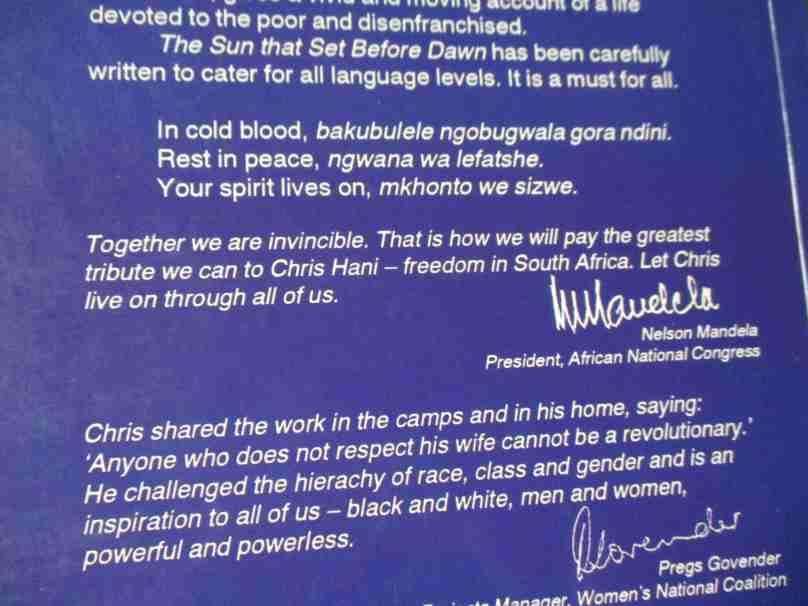 and moving account of a life
devoted to the poor and disenfranchised.
The Sun that Set Before Dawn has been carefully
written to cater for all language levels. It is a must for all.
In cold blood, bakubulele ngobugwala gora ndini.
Rest in peace, ngwana wa lefatshe.
Your spirit lives on, mkhonto we sizwe.
Together we are invincible. That is how we will pay the greatest
tribute we can to Chris Hani – freedom in South Africa. Let Chris
live on through all of us.
NMandela
Nelson Mandela
President, African National Congress
Chris shared the work in the camps and in his home, saying:
‘Anyone who does not respect his wife cannot be a revolutionary.’
He challenged the hierachy of race, class and gender and is an
inspiration to all of us – black and white, men and women,
powerful and powerless.
PGovender
Pregs Govender
Manager, Women's National Coalition